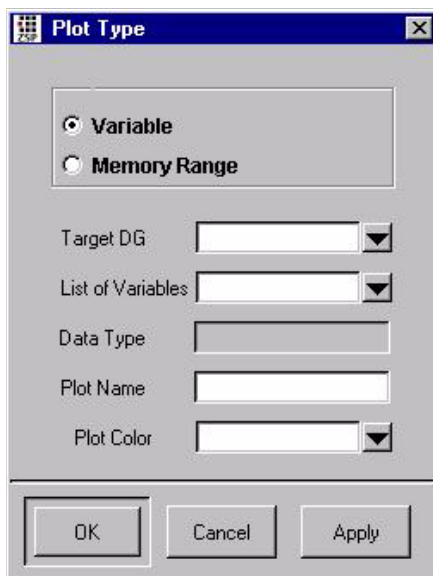 ZSP
Plot Type
Variable
Memory Range
Target DG
List of Variables
Data Type
Plot Name
Plot Color
OK Cancel Apply